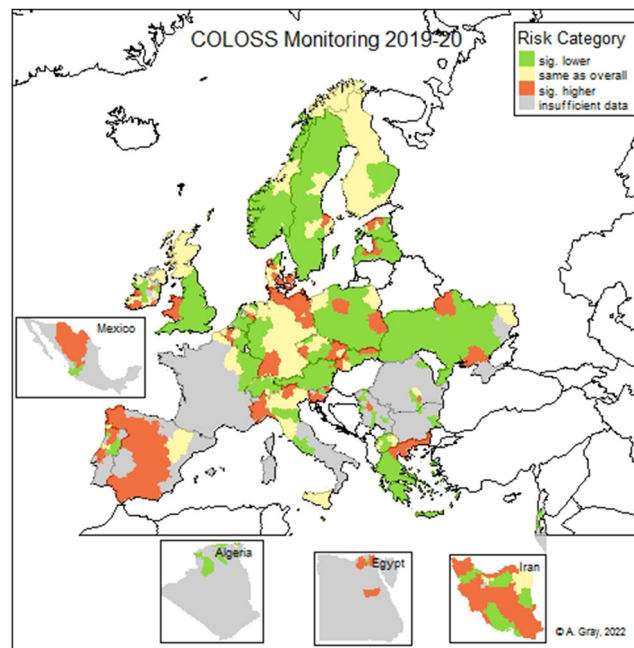 COLOSS Monitoring 2019-20
Risk Category
sig. lower
same as overall
sig. higher
insufficient data
Mexico
Algeria
Egypt
Iran
© A. Gray, 2022